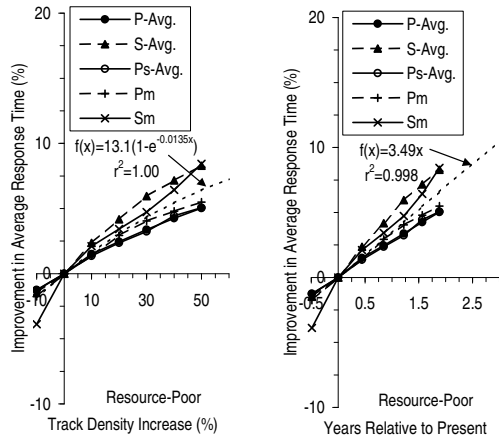 20
P-Avg.
S-Avg.
Ps-Avg.
Pm
Sm
10
f(x)=13.1(1-e^-0.0135x)
r²=1.00
0
-10 10 30 50
-10
Improvement in Average Response Time (%)
Resource-Poor
Track Density Increase (%)
20
P-Avg.
S-Avg.
Ps-Avg.
Pm
Sm
10
f(x)=3.49x
r²=0.998
0
-0.5 0.5 1.5 2.5
-10
Improvement in Average Response Time (%)
Resource-Poor
Years Relative to Present